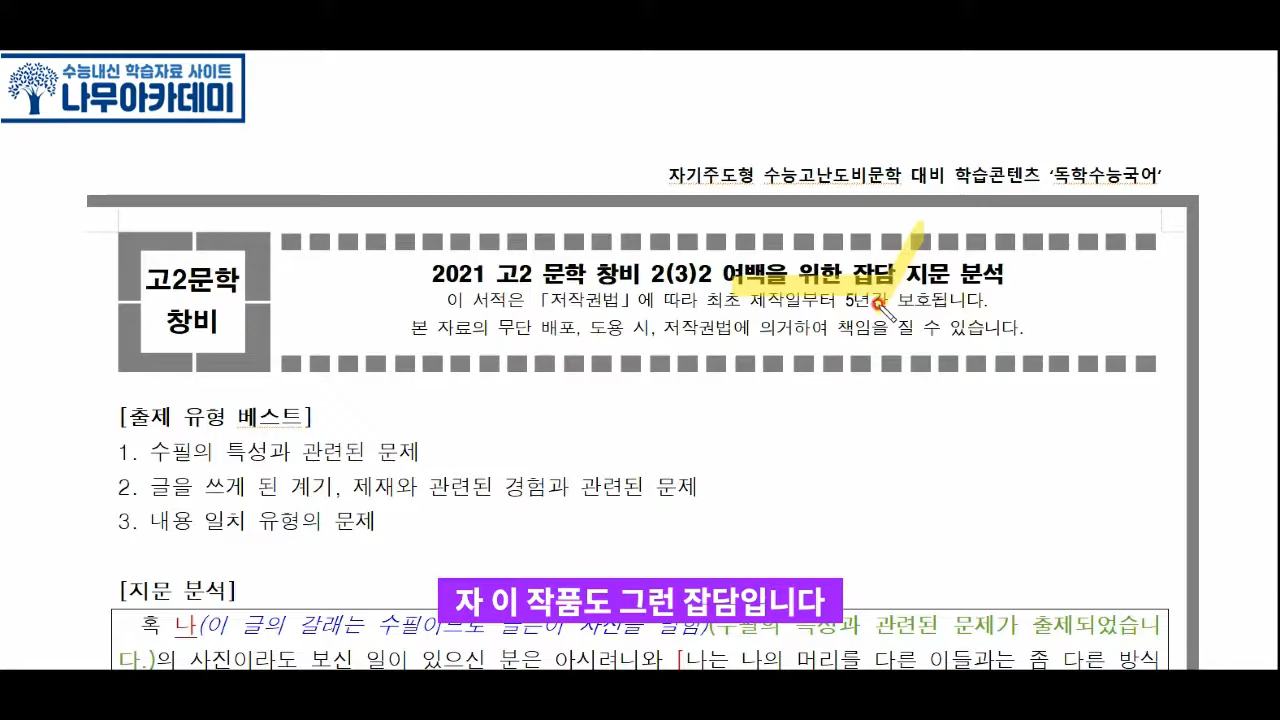 수능내신 학습자료 사이트
나무아카데미
자기주도형 수능고난도비문학 대비 학습콘텐츠 '독학수능국어'
고2문학
창비
2021 고2 문학 창비 2(3)2 여백을 위한 잡담 지문 분석
이 서적은 「저작권법」에 따라 최초 제작일부터 5년간 보호됩니다.
본 자료의 무단 배포, 도용 시, 저작권법에 의거하여 책임을 질 수 있습니다.
[출제 유형 베스트]
1. 수필의 특성과 관련된 문제
2. 글을 쓰게 된 계기, 제재와 관련된 경험과 관련된 문제
3. 내용 일치 유형의 문제
[지문 분석]
자 이 작품도 그런 잡담입니다
혹 나(이 글의 갈래는 수필이므로 글쓴이 자신을 말함)(수필의 특성과 관련된 문제가 출제되었습니
다.)의 사진이라도 보신 일이 있으신 분은 아시려니와 [나는 나의 머리를 다른 이들과는 좀 다른 방식